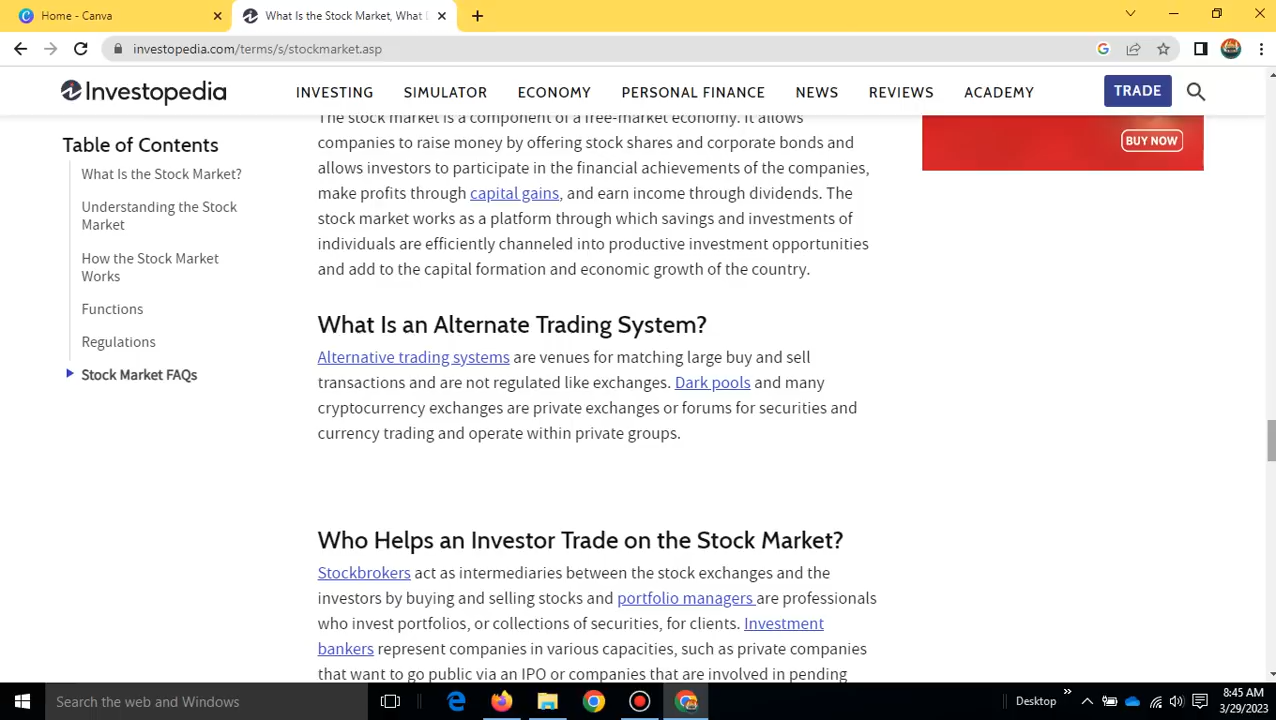 Home - Canva
What Is the Stock Market, What I
investopedia.com/terms/s/stockmarket.asp
Investopedia
INVESTING
SIMULATOR
ECONOMY
PERSONAL FINANCE
NEWS
REVIEWS
ACADEMY
TRADE
Table of Contents
What Is the Stock Market?
Understanding the Stock
Market
How the Stock Market
Works
Functions
Regulations
Stock Market FAQs
The stock market is a component of a free-market economy. It allows
companies to raise money by offering stock shares and corporate bonds and
allows investors to participate in the financial achievements of the companies,
make profits through capital gains, and earn income through dividends. The
stock market works as a platform through which savings and investments of
individuals are efficiently channeled into productive investment opportunities
and add to the capital formation and economic growth of the country.
What Is an Alternate Trading System?
Alternative trading systems are venues for matching large buy and sell
transactions and are not regulated like exchanges. Dark pools and many
cryptocurrency exchanges are private exchanges or forums for securities and
currency trading and operate within private groups.
Who Helps an Investor Trade on the Stock Market?
Stockbrokers act as intermediaries between the stock exchanges and the
investors by buying and selling stocks and portfolio managers are professionals
who invest portfolios, or collections of securities, for clients. Investment
bankers represent companies in various capacities, such as private companies
that want to go public via an IPO or companies that are involved in pending
BUY NOW
Search the web and Windows
Desktop
8:45 AM
3/29/2023